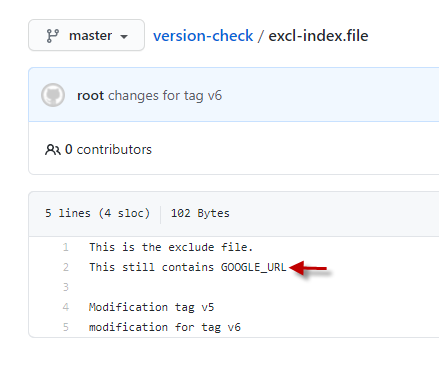 master version-check / excl-index.file
root changes for tag v6
0 contributors
5 lines (4 sloc) 102 Bytes
1 This is the exclude file.
2 This still contains GOOGLE_URL
3
4 Modification tag v5
5 modification for tag v6